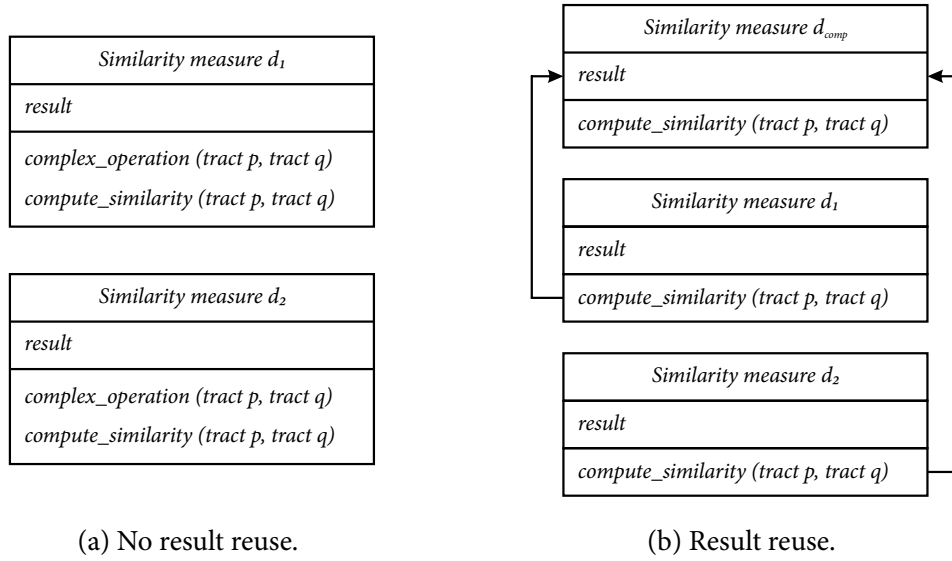 Similarity measure d₁
result
complex_operation (tract p, tract q)
compute_similarity (tract p, tract q)
Similarity measure d₂
result
complex_operation (tract p, tract q)
compute_similarity (tract p, tract q)
(a) No result reuse.
Similarity measure d_comp
result
compute_similarity (tract p, tract q)
Similarity measure d₁
result
compute_similarity (tract p, tract q)
Similarity measure d₂
result
compute_similarity (tract p, tract q)
(b) Result reuse.